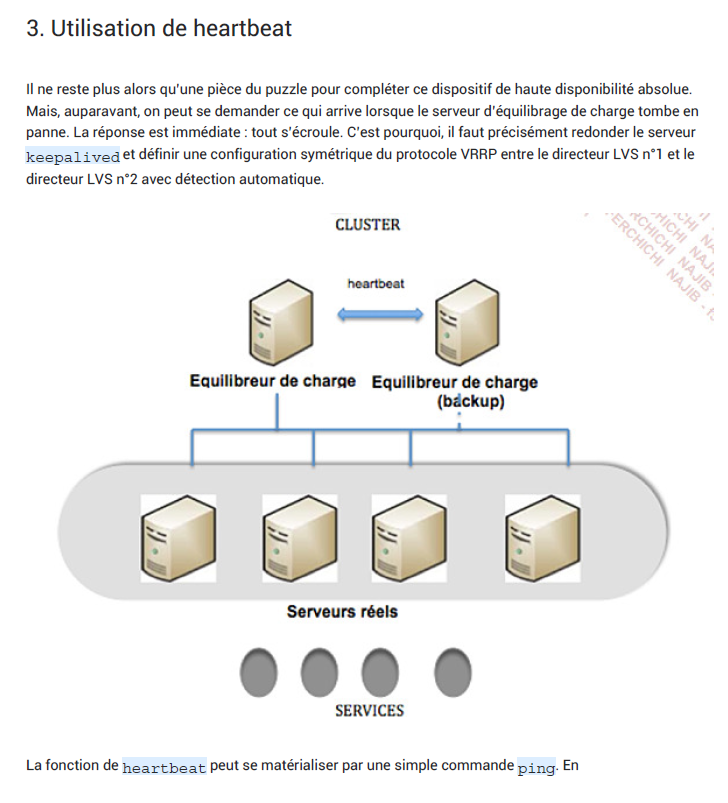 3. Utilisation de heartbeat
Il ne reste plus alors qu'une pièce du puzzle pour compléter ce dispositif de haute disponibilité absolue.
Mais, auparavant, on peut se demander ce qui arrive lorsque le serveur d'équilibrage de charge tombe en
panne. La réponse est immédiate : tout s'écroule. C'est pourquoi, il faut précisément redonder le serveur
keepalived et définir une configuration symétrique du protocole VRRP entre le directeur LVS n°1 et le
directeur LVS n°2 avec détection automatique.
CLUSTER
CHICHI NAJIB
ERCHICHI NAJIB
heartbeat
Equilibreur de charge
Equilibreur de charge
(backup)
Serveurs réels
SERVICES
La fonction de heartbeat peut se matérialiser par une simple commande ping. En